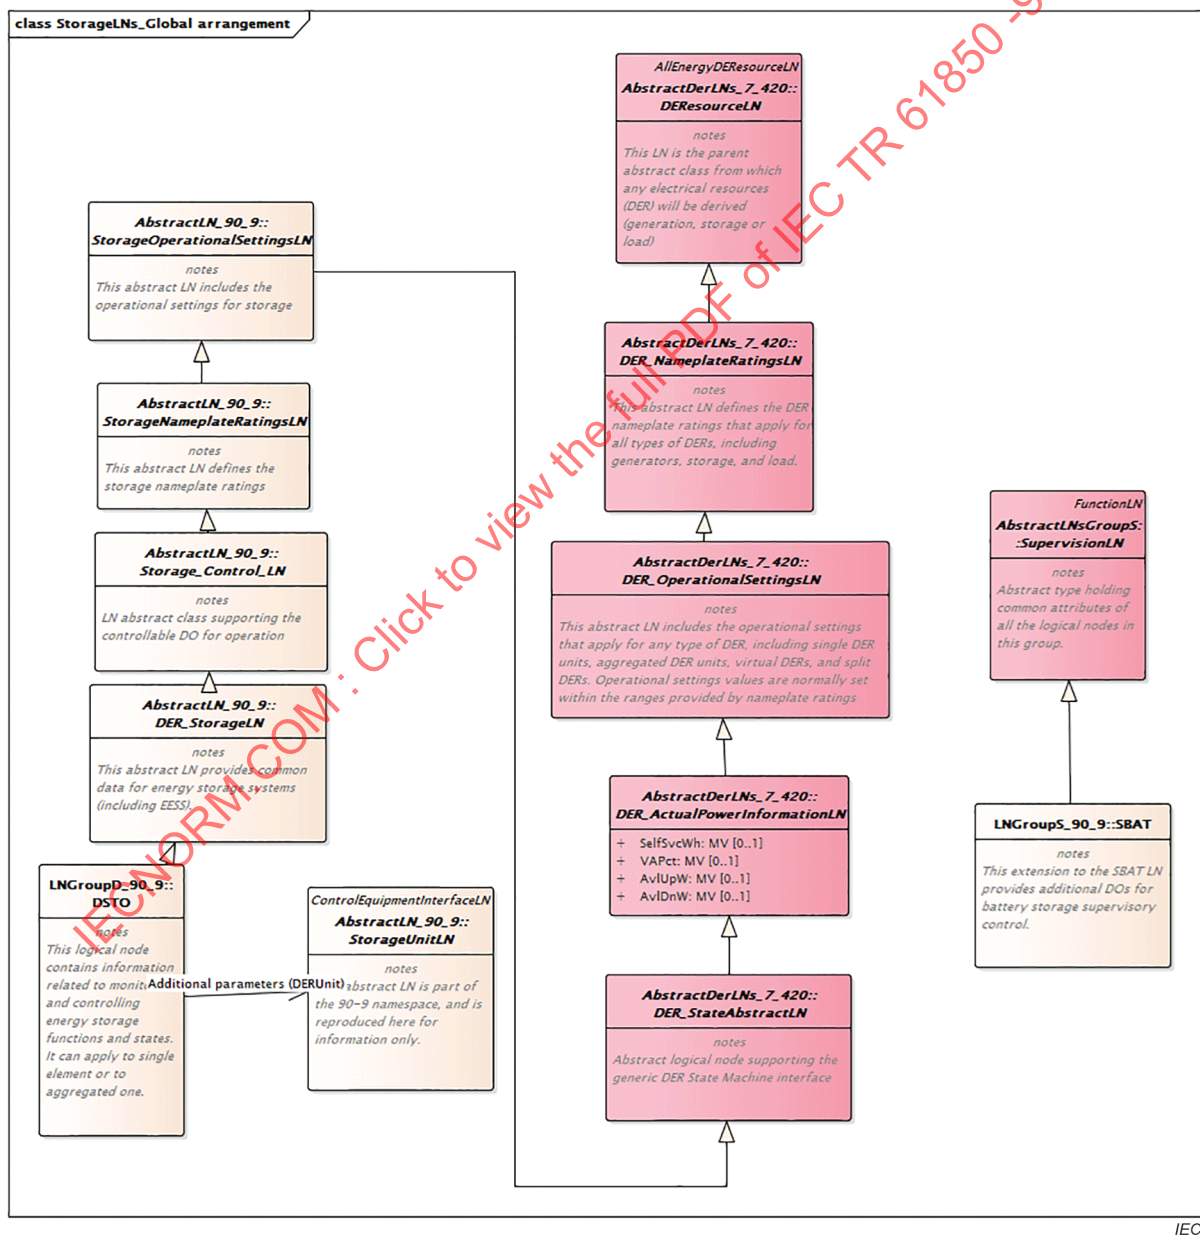 class StorageLNs_Global arrangement
AllEnergyDEResourceLN
AbstractDerLNs_7_420::
DEResourceLN
notes
This LN is the parent
abstract class from which
any electrical resources
(DER) will be derived
(generation, storage or
load)
AbstractLN_90_9::
StorageOperationalSettingsLN
notes
This abstract LN includes the
operational settings for storage
AbstractDerLNs_7_420::
DER_NameplateRatingsLN
notes
This abstract LN defines the DER
nameplate ratings that apply for
all types of DERs, including
generators, storage, and load.
AbstractLN_90_9::
StorageNameplateRatingsLN
notes
This abstract LN defines the
storage nameplate ratings
FunctionLN
AbstractLNsGroupS:
:SupervisionLN
notes
Abstract type holding
common attributes of
all the logical nodes in
this group.
AbstractLN_90_9::
Storage_Control_LN
notes
LN abstract class supporting the
controllable DO for operation
AbstractDerLNs_7_420::
DER_OperationalSettingsLN
notes
This abstract LN includes the operational settings
that apply for any type of DER, including single DER
units, aggregated DER units, virtual DERs, and split
DERs. Operational settings values are normally set
within the ranges provided by nameplate ratings
AbstractLN_90_9::
DER_StorageLN
notes
This abstract LN provides common
data for energy storage systems
(including EESS).
AbstractDerLNs_7_420::
DER_ActualPowerInformationLN
+ SelfSvcWh: MV [0..1]
+ VAPct: MV [0..1]
+ AvlUpW: MV [0..1]
+ AvlDnW: MV [0..1]
LNGroupS_90_9::SBAT
notes
This extension to the SBAT LN
provides additional DOs for
battery storage supervisory
control.
LNGroupD_90_9::
DSTO
notes
This logical node
contains information
related to monit
and controlling
energy storage
functions and states.
It can apply to single
element or to
aggregated one.
Additional parameters (DERUnit)
ControlEquipmentInterfaceLN
AbstractLN_90_9::
StorageUnitLN
notes
abstract LN is part of
the 90-9 namespace, and is
reproduced here for
information only.
AbstractDerLNs_7_420::
DER_StateAbstractLN
notes
Abstract logical node supporting the
generic DER State Machine interface
IECNORM.COM : Click to view the full PDF of IEC TR 61850-9
IEC